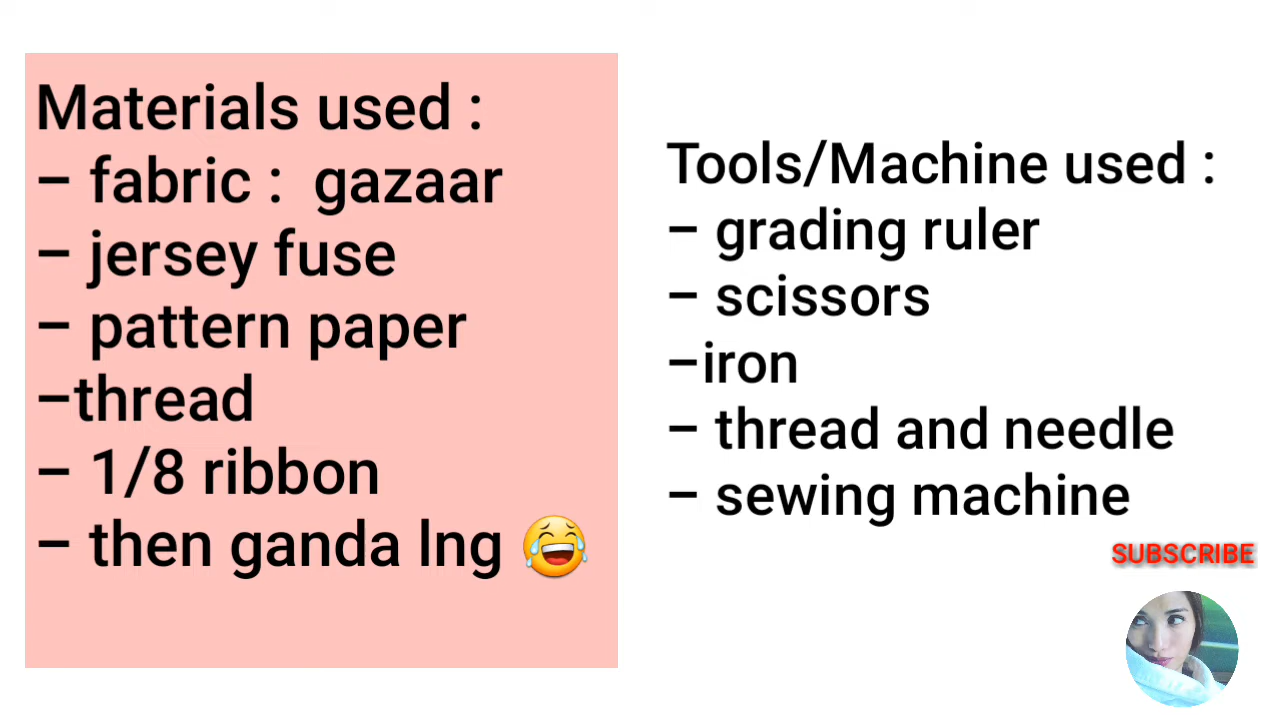 Materials used :
– fabric :  gazaar
– jersey fuse
– pattern paper
–thread
– 1/8 ribbon
– then ganda lng 😂
Tools/Machine used :
– grading ruler
– scissors
–iron
– thread and needle
– sewing machine
SUBSCRIBE